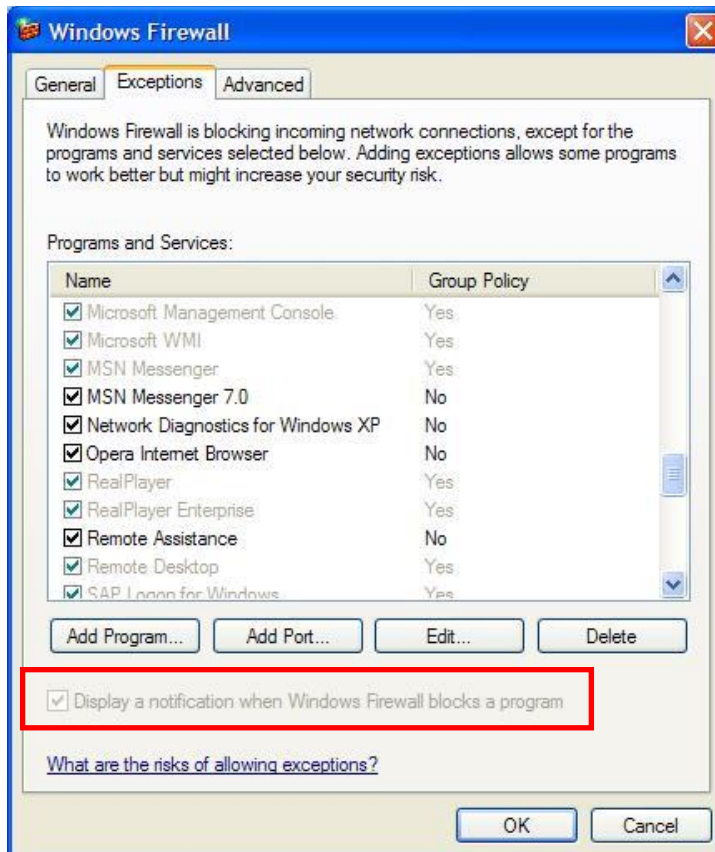 Windows Firewall
General Exceptions Advanced
Windows Firewall is blocking incoming network connections, except for the
programs and services selected below. Adding exceptions allows some programs
to work better but might increase your security risk.
Programs and Services:
Name Group Policy
Microsoft Management Console Yes
Microsoft WMI Yes
MSN Messenger Yes
MSN Messenger 7.0 No
Network Diagnostics for Windows XP No
Opera Internet Browser No
RealPlayer Yes
RealPlayer Enterprise Yes
Remote Assistance No
Remote Desktop Yes
SAP Logon for Windows Yes
Add Program... Add Port... Edit... Delete
Display a notification when Windows Firewall blocks a program
What are the risks of allowing exceptions?
OK Cancel